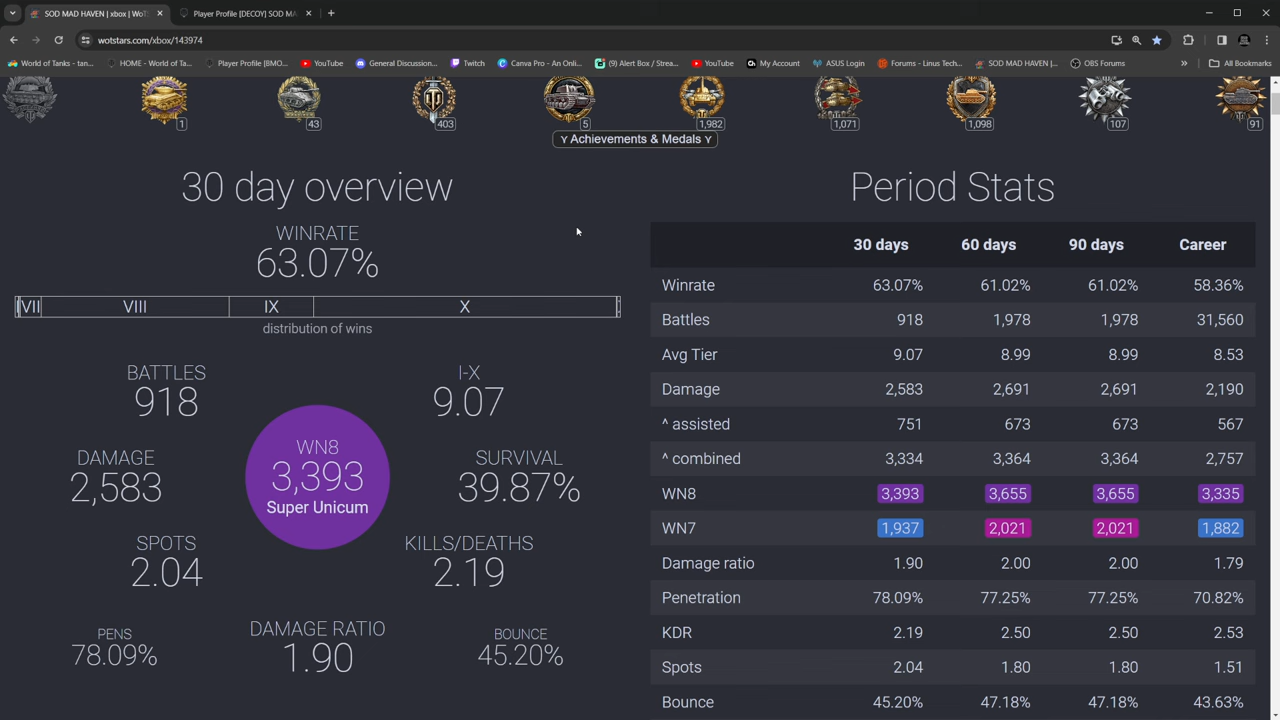 SOD MAD HAVEN | xbox | WoT
Player Profile [DECOY] SOD MA
wotstars.com/xbox/143974
World of Tanks - tan...
HOME - World of Ta...
Player Profile [BMO...
YouTube
General Discussion...
Twitch
Canva Pro - An Onli...
(9) Alert Box / Strea...
YouTube
My Account
ASUS Login
Forums - Linus Tech...
SOD MAD HAVEN |...
OBS Forums
»
All Bookmarks
1
43
403
5
1,982
1,071
1,098
107
91
Y Achievements & Medals Y
30 day overview
WINRATE
63.07%
VII VIII IX X
distribution of wins
BATTLES
918
I-X
9.07
DAMAGE
2,583
WN8
3,393
Super Unicum
SURVIVAL
39.87%
SPOTS
2.04
KILLS/DEATHS
2.19
PENS
78.09%
DAMAGE RATIO
1.90
BOUNCE
45.20%
Period Stats
30 days 60 days 90 days Career
Winrate 63.07% 61.02% 61.02% 58.36%
Battles 918 1,978 1,978 31,560
Avg Tier 9.07 8.99 8.99 8.53
Damage 2,583 2,691 2,691 2,190
^ assisted 751 673 673 567
^ combined 3,334 3,364 3,364 2,757
WN8 3,393 3,655 3,655 3,335
WN7 1,937 2,021 2,021 1,882
Damage ratio 1.90 2.00 2.00 1.79
Penetration 78.09% 77.25% 77.25% 70.82%
KDR 2.19 2.50 2.50 2.53
Spots 2.04 1.80 1.80 1.51
Bounce 45.20% 47.18% 47.18% 43.63%